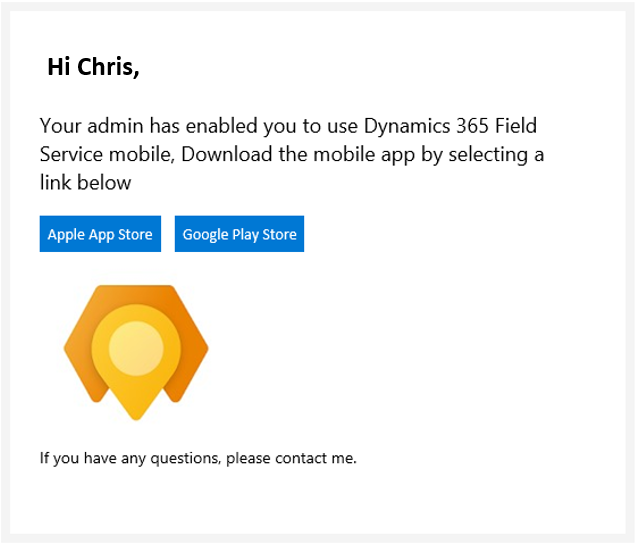 Hi Chris,
Your admin has enabled you to use Dynamics 365 Field
Service mobile, Download the mobile app by selecting a
link below
Apple App Store
Google Play Store
If you have any questions, please contact me.